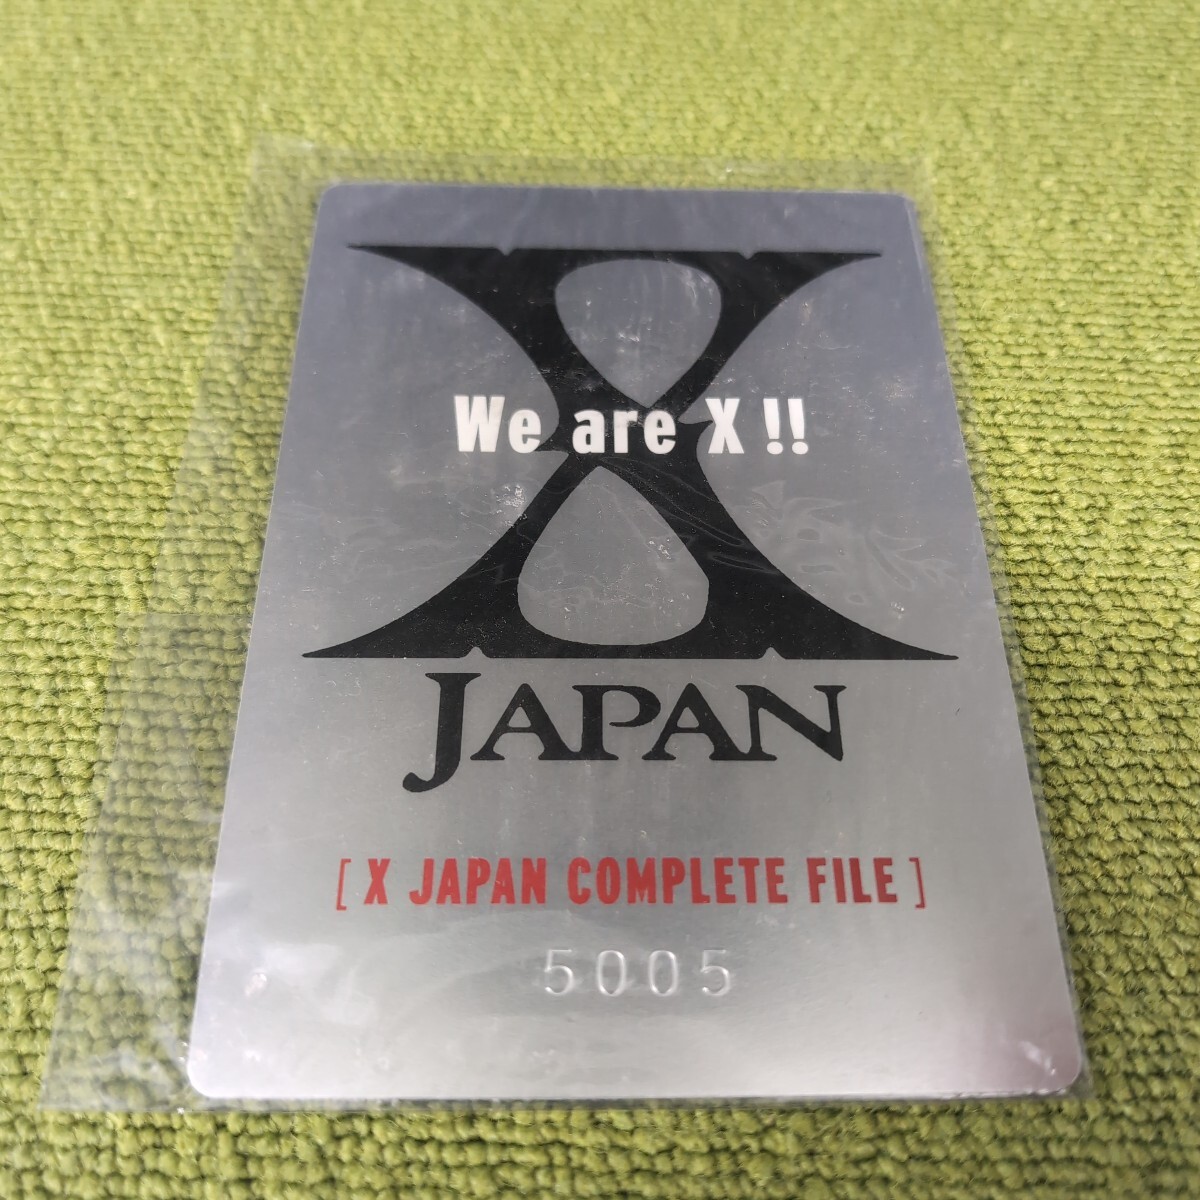 X
We are X !!
JAPAN
[ X JAPAN COMPLETE FILE ]
5005